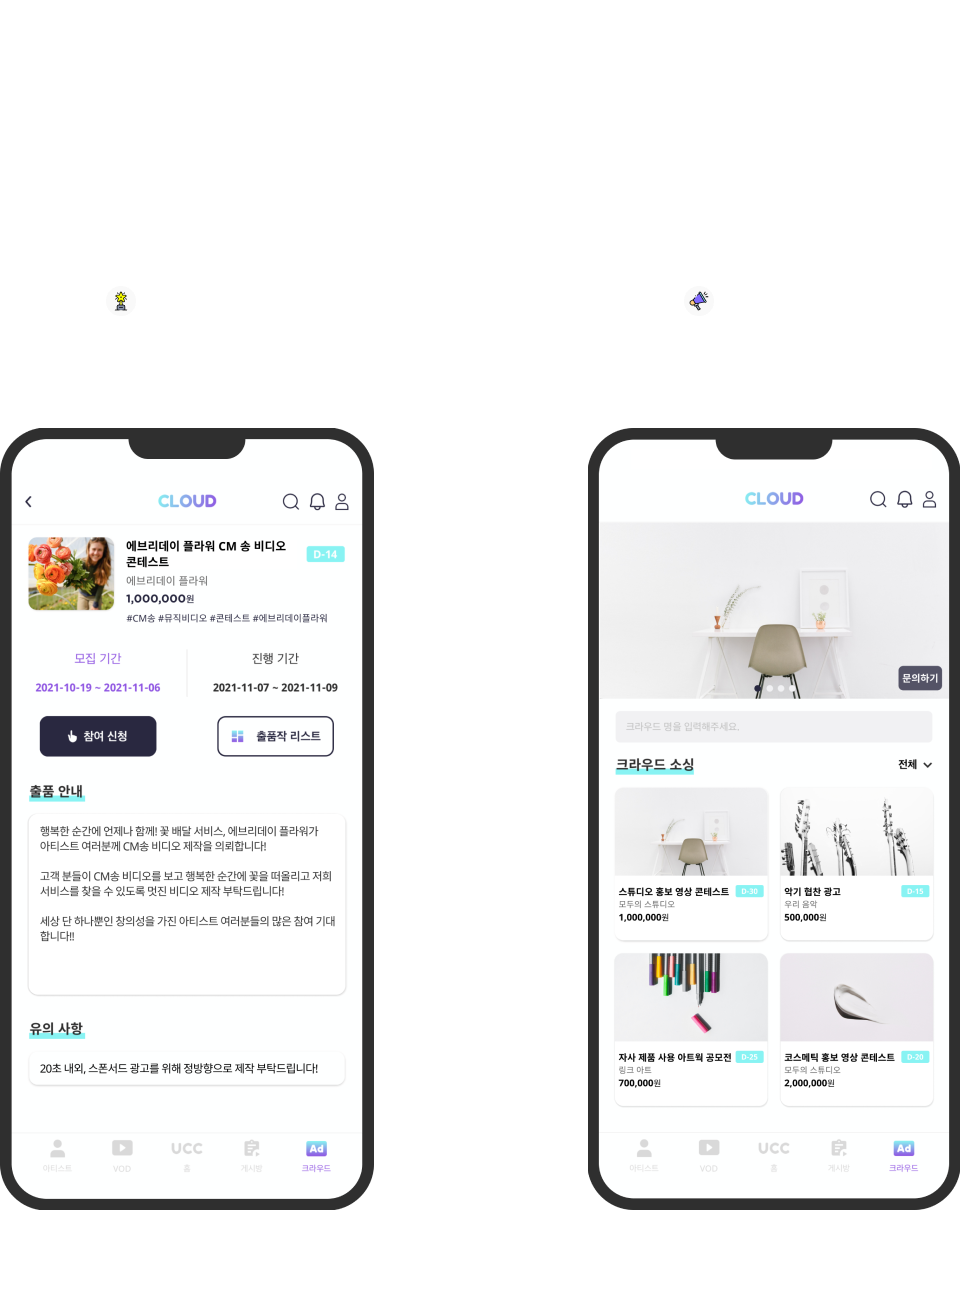 CLOUD
에브리데이 플라워 CM 송 비디오
콘테스트
D-14
에브리데이 플라워
1,000,000원
#CM송 #뮤직비디오 #콘테스트 #에브리데이플라워
모집 기간
진행 기간
2021-10-19 ~ 2021-11-06
2021-11-07 ~ 2021-11-09
참여 신청
출품작 리스트
출품 안내
행복한 순간에 언제나 함께! 꽃 배달 서비스, 에브리데이 플라워가
아티스트 여러분께 CM송 비디오 제작을 의뢰합니다!
고객 분들이 CM송 비디오를 보고 행복한 순간에 꽃을 떠올리고 저희
서비스를 찾을 수 있도록 멋진 비디오 제작 부탁드립니다!
세상 단 하나뿐인 창의성을 가진 아티스트 여러분들의 많은 참여 기대
합니다!!
유의 사항
20초 내외, 스폰서드 광고를 위해 정방향으로 제작 부탁드립니다!
UCC
Ad
아티스트
VOD
홈
게시판
크라우드
CLOUD
문의하기
크라우드 명을 입력해주세요.
크라우드 소싱
전체
스튜디오 홍보 영상 콘테스트
D-30
모두의 스튜디오
1,000,000원
악기 협찬 광고
D-15
우리 음악
500,000원
자사 제품 사용 아트웍 공모전
D-25
링크 아트
700,000원
코스메틱 홍보 영상 콘테스트
D-20
모두의 스튜디오
2,000,000원
UCC
Ad
아티스트
VOD
홈
게시판
크라우드